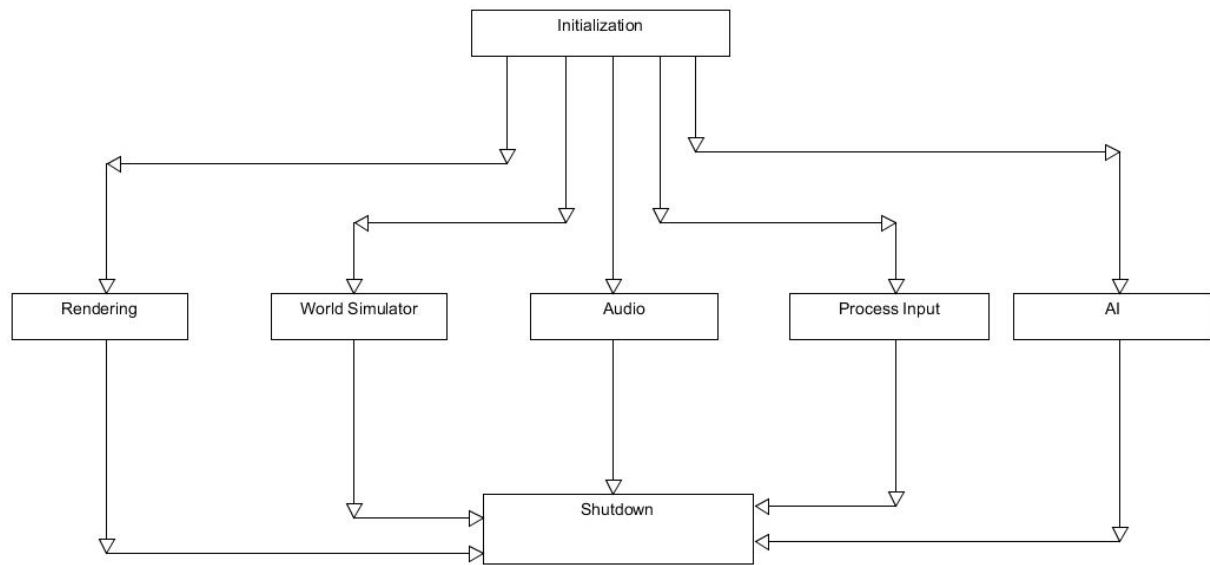 Initialization
Rendering
World Simulator
Audio
Process Input
AI
Shutdown